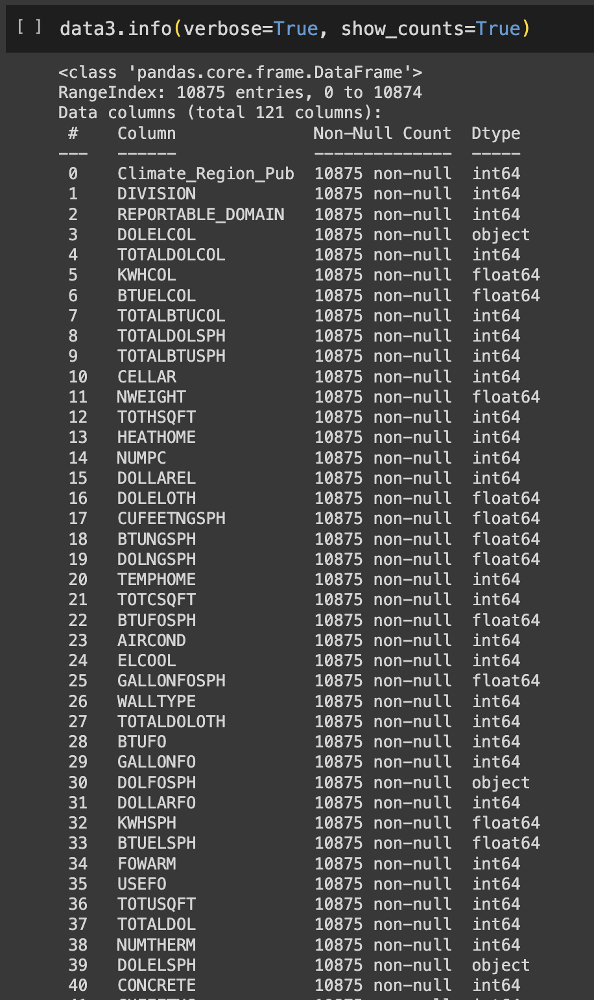 [ ] data3.info(verbose=True, show_counts=True)
<class 'pandas.core.frame.DataFrame'>
RangeIndex: 10875 entries, 0 to 10874
Data columns (total 121 columns):
# Column Non-Null Count Dtype
--- ------ -------------- -----
0 Climate_Region_Pub 10875 non-null int64
1 DIVISION 10875 non-null int64
2 REPORTABLE_DOMAIN 10875 non-null int64
3 DOLELCOL 10875 non-null object
4 TOTALDOLCOL 10875 non-null int64
5 KWHCOL 10875 non-null float64
6 BTUELCOL 10875 non-null float64
7 TOTALBTUCOL 10875 non-null int64
8 TOTALDOLSPH 10875 non-null int64
9 TOTALBTUSPH 10875 non-null int64
10 CELLAR 10875 non-null int64
11 NWEIGHT 10875 non-null float64
12 TOTHSQFT 10875 non-null int64
13 HEATHOME 10875 non-null int64
14 NUMPC 10875 non-null int64
15 DOLLAREL 10875 non-null int64
16 DOLELOTH 10875 non-null float64
17 CUFEETNGSPH 10875 non-null float64
18 BTUNGSPH 10875 non-null float64
19 DOLNGSPH 10875 non-null float64
20 TEMPHOME 10875 non-null int64
21 TOTCSQFT 10875 non-null int64
22 BTUFOSPH 10875 non-null float64
23 AIRCOND 10875 non-null int64
24 ELCOOL 10875 non-null int64
25 GALLONFOSPH 10875 non-null float64
26 WALLTYPE 10875 non-null int64
27 TOTALDOLOTH 10875 non-null int64
28 BTUFO 10875 non-null int64
29 GALLONFO 10875 non-null int64
30 DOLFOSPH 10875 non-null object
31 DOLLARFO 10875 non-null int64
32 KWHSPH 10875 non-null float64
33 BTUELSPH 10875 non-null float64
34 FOWARM 10875 non-null int64
35 USEFO 10875 non-null int64
36 TOTUSQFT 10875 non-null int64
37 TOTALDOL 10875 non-null int64
38 NUMTHERM 10875 non-null int64
39 DOLELSPH 10875 non-null object
40 CONCRETE 10875 non-null int64